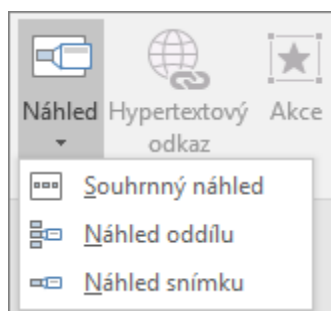 Náhled Hypertextový Akce
odkaz
Souhrnný náhled
Náhled oddílu
Náhled snímku